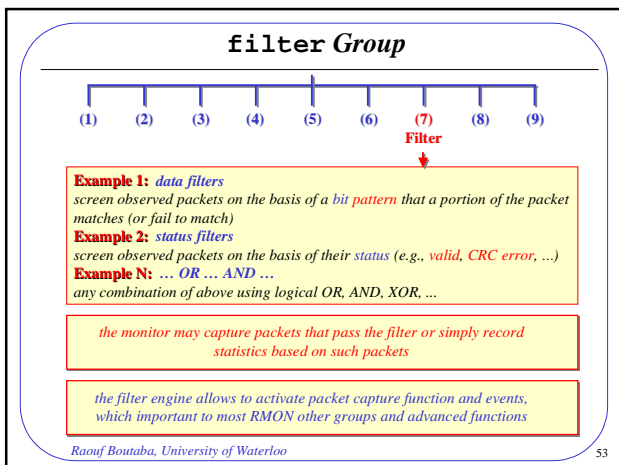 filter Group
(1) (2) (3) (4) (5) (6) (7) (8) (9)
Filter
Example 1: data filters
screen observed packets on the basis of a bit pattern that a portion of the packet
matches (or fail to match)
Example 2: status filters
screen observed packets on the basis of their status (e.g., valid, CRC error, ...)
Example N: ... OR ... AND ...
any combination of above using logical OR, AND, XOR, ...
the monitor may capture packets that pass the filter or simply record
statistics based on such packets
the filter engine allows to activate packet capture function and events,
which important to most RMON other groups and advanced functions
Raouf Boutaba, University of Waterloo
53